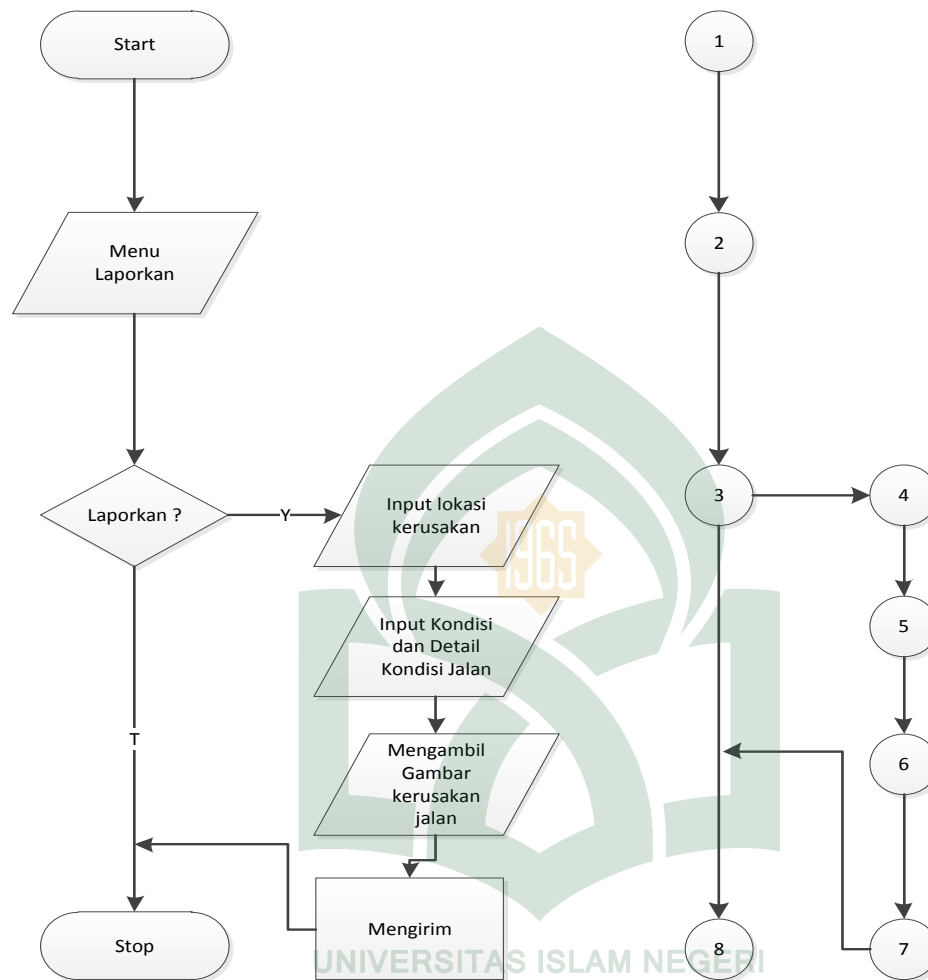 Start
Menu
Laporkan
Laporkan ?
Y
T
Input lokasi
kerusakan
Input Kondisi
dan Detail
Kondisi Jalan
Mengambil
Gambar
kerusakan
jalan
Mengirim
Stop
1
2
3
4
5
6
7
8
1965
UNIVERSITAS ISLAM NEGERI